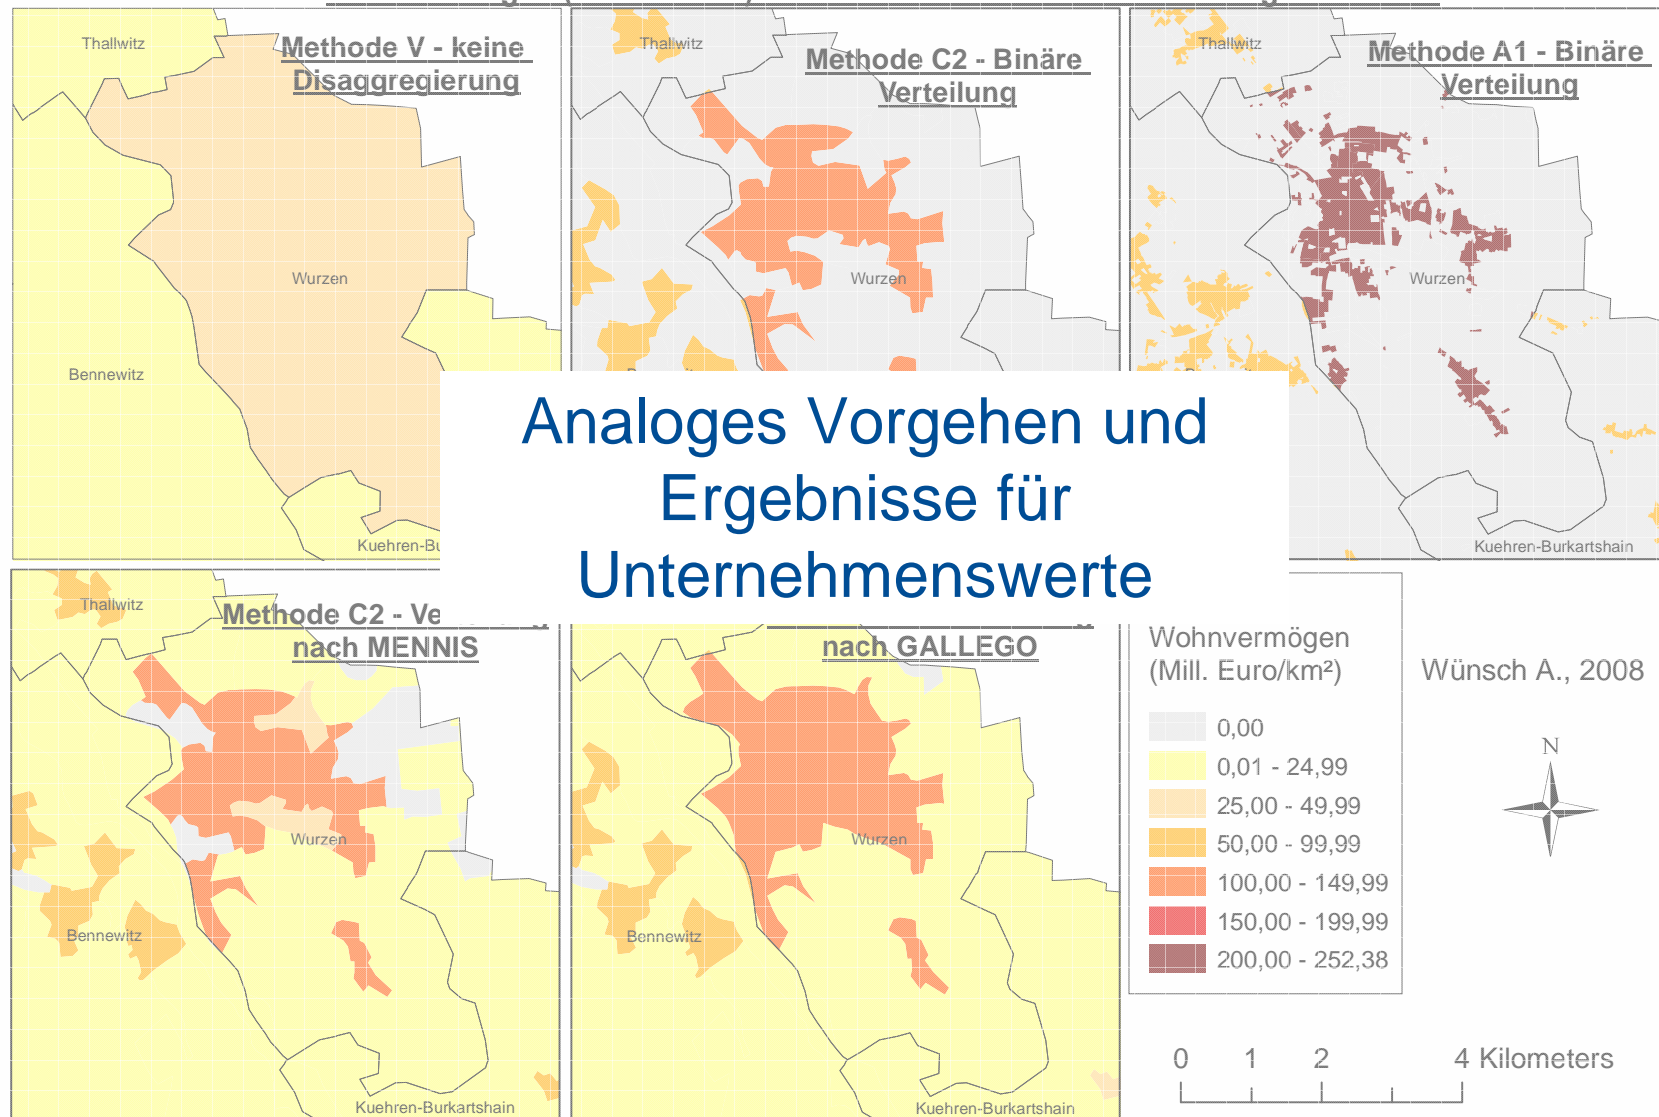 Thallwitz
Methode V - keine
Disaggregierung
Wurzen
Bennewitz
Thallwitz
Methode C2 - Binäre
Verteilung
Wurzen
Thallwitz
Methode A1 - Binäre
Verteilung
Wurzen
Kuehren-Burkartshain
Analoges Vorgehen und
Ergebnisse für
Unternehmenswerte
Thallwitz
Methode C2 -
nach MENNIS
Wurzen
Bennewitz
Kuehren-Burkartshain
nach GALLEGO
Wurzen
Bennewitz
Kuehren-Burkartshain
Wohnvermögen
(Mill. Euro/km²)
0,00
0,01 - 24,99
25,00 - 49,99
50,00 - 99,99
100,00 - 149,99
150,00 - 199,99
200,00 - 252,38
Wünsch A., 2008
N
0 1 2 4 Kilometers